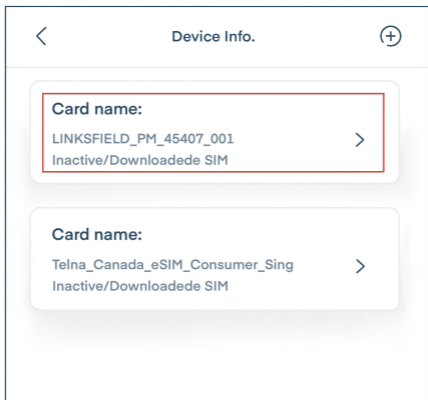 Device Info.
Card name:
LINKSFIELD_PM_45407_001
Inactive/Downloadede SIM
Card name:
Telna_Canada_eSIM_Consumer_Sing
Inactive/Downloadede SIM